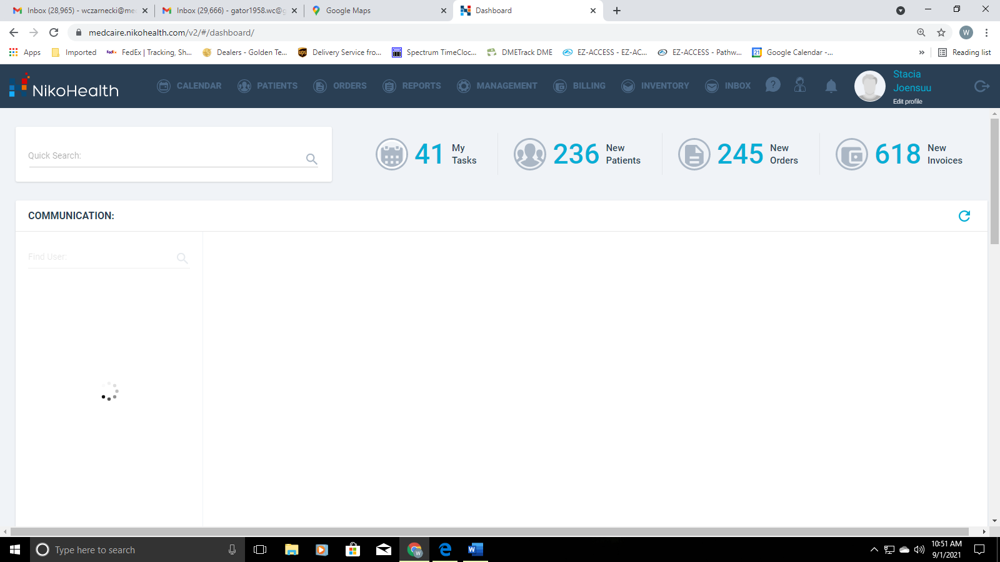 Inbox (28,965) - wczarnecki@me
Inbox (29,666) - gator1958.wc@g
Google Maps
Dashboard
medcaire.nikohealth.com/v2/#/dashboard/
W
Apps
Imported
FedEx | Tracking, Sh...
Dealers - Golden Te...
Delivery Service fro...
Spectrum TimeCloc...
DMETrack DME
EZ-ACCESS - EZ-AC...
EZ-ACCESS - Pathw...
Google Calendar -...
»
Reading list
NikoHealth
CALENDAR
PATIENTS
ORDERS
REPORTS
MANAGEMENT
BILLING
INVENTORY
INBOX
Stacia
Joensuu
Edit profile
Quick Search:
41 My Tasks
236 New Patients
245 New Orders
618 New Invoices
COMMUNICATION:
Find User:
Type here to search
10:51 AM
9/1/2021